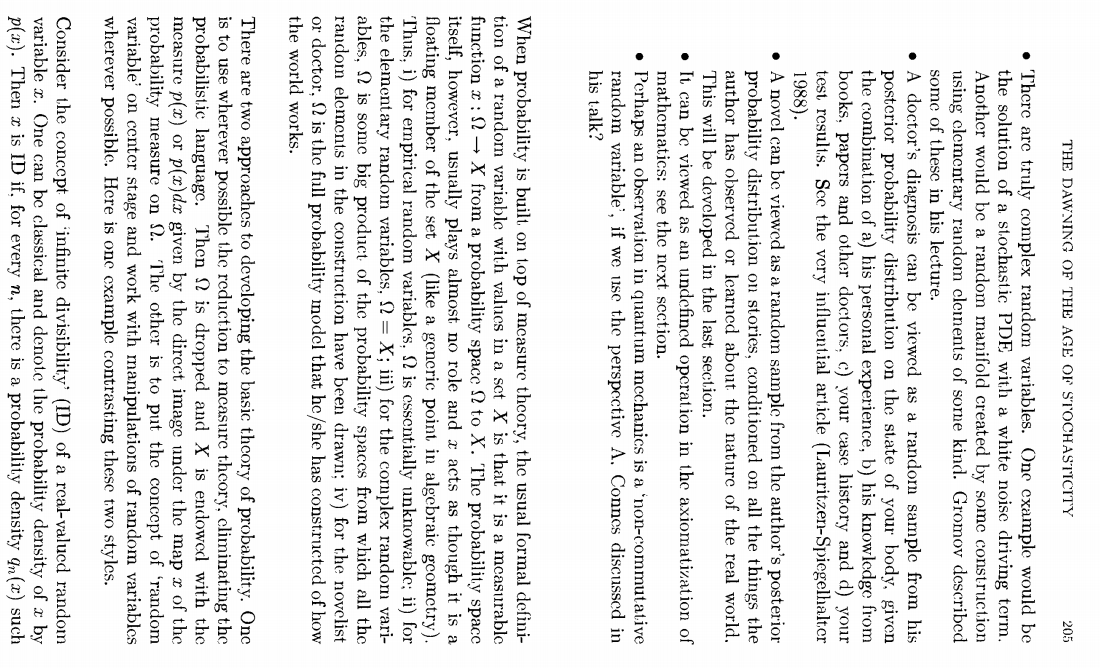 THE DAWNING OF THE AGE OF STOCHASTICITY 205
• There are truly complex random variables. One example would be
the solution of a stochastic PDE with a white noise driving term.
Another would be a random manifold created by some construction
using elementary random elements of some kind. Gromov described
some of these in his lecture.
• A doctor's diagnosis can be viewed as a random sample from his
posterior probability distribution on the state of your body, given
the combination of a) his personal experience, b) his knowledge from
books, papers and other doctors, c) your case history and d) your
test results. See the very influential article (Lauritzen-Spiegelhalter
1988).
• A novel can be viewed as a random sample from the author's posterior
probability distribution on stories, conditioned on all the things the
author has observed or learned about the nature of the real world.
This will be developed in the last section.
• It can be viewed as an undefined operation in the axiomatization of
mathematics: see the next section.
• Perhaps an observation in quantum mechanics is a 'non-commutative
random variable', if we use the perspective A. Connes discussed in
his talk?
When probability is built on top of measure theory, the usual formal defini-
tion of a random variable with values in a set X is that it is a measurable
function x : Ω → X from a probability space Ω to X. The probability space
itself, however, usually plays almost no role and x acts as though it is a
floating member of the set X (like a generic point in algebraic geometry).
Thus, i) for empirical random variables, Ω is essentially unknowable; ii) for
the elementary random variables, Ω = X; iii) for the complex random vari-
ables, Ω is some big product of the probability spaces from which all the
random elements in the construction have been drawn; iv) for the novelist
or doctor, Ω is the full probability model that he/she has constructed of how
the world works.
There are two approaches to developing the basic theory of probability. One
is to use wherever possible the reduction to measure theory, eliminating the
probabilistic language. Then Ω is dropped and X is endowed with the
measure p(x) or p(x)dx given by the direct image under the map x of the
probability measure on Ω. The other is to put the concept of 'random
variable' on center stage and work with manipulations of random variables
wherever possible. Here is one example contrasting these two styles.
Consider the concept of 'infinite divisibility' (ID) of a real-valued random
variable x. One can be classical and denote the probability density of x by
p(x). Then x is ID if, for every n, there is a probability density qₙ(x) such